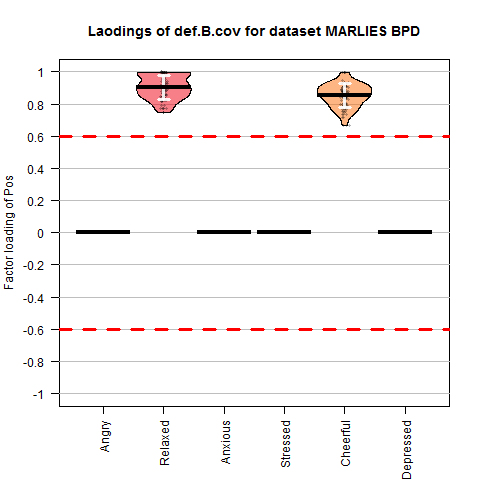 Laodings of def.B.cov for dataset MARLIES BPD
Factor loading of Pos
1
0.8
0.6
0.4
0.2
0
-0.2
-0.4
-0.6
-0.8
-1
Angry
Relaxed
Anxious
Stressed
Cheerful
Depressed